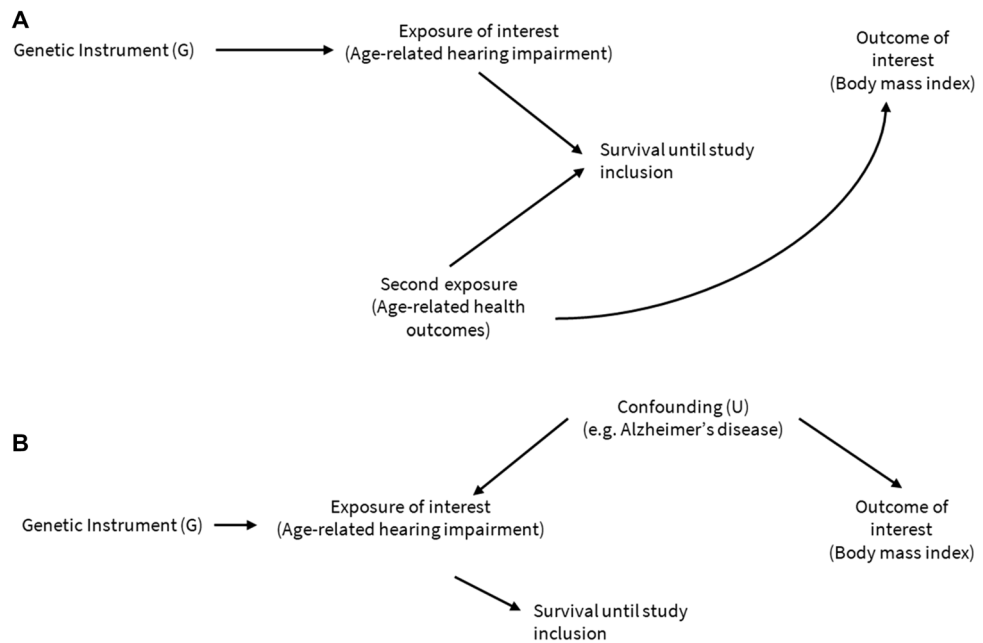 A
Genetic Instrument (G)
Exposure of interest
(Age-related hearing impairment)
Outcome of
interest
(Body mass index)
Survival until study
inclusion
Second exposure
(Age-related health
outcomes)
B
Confounding (U)
(e.g. Alzheimer's disease)
Genetic Instrument (G)
Exposure of interest
(Age-related hearing impairment)
Outcome of
interest
(Body mass index)
Survival until study
inclusion